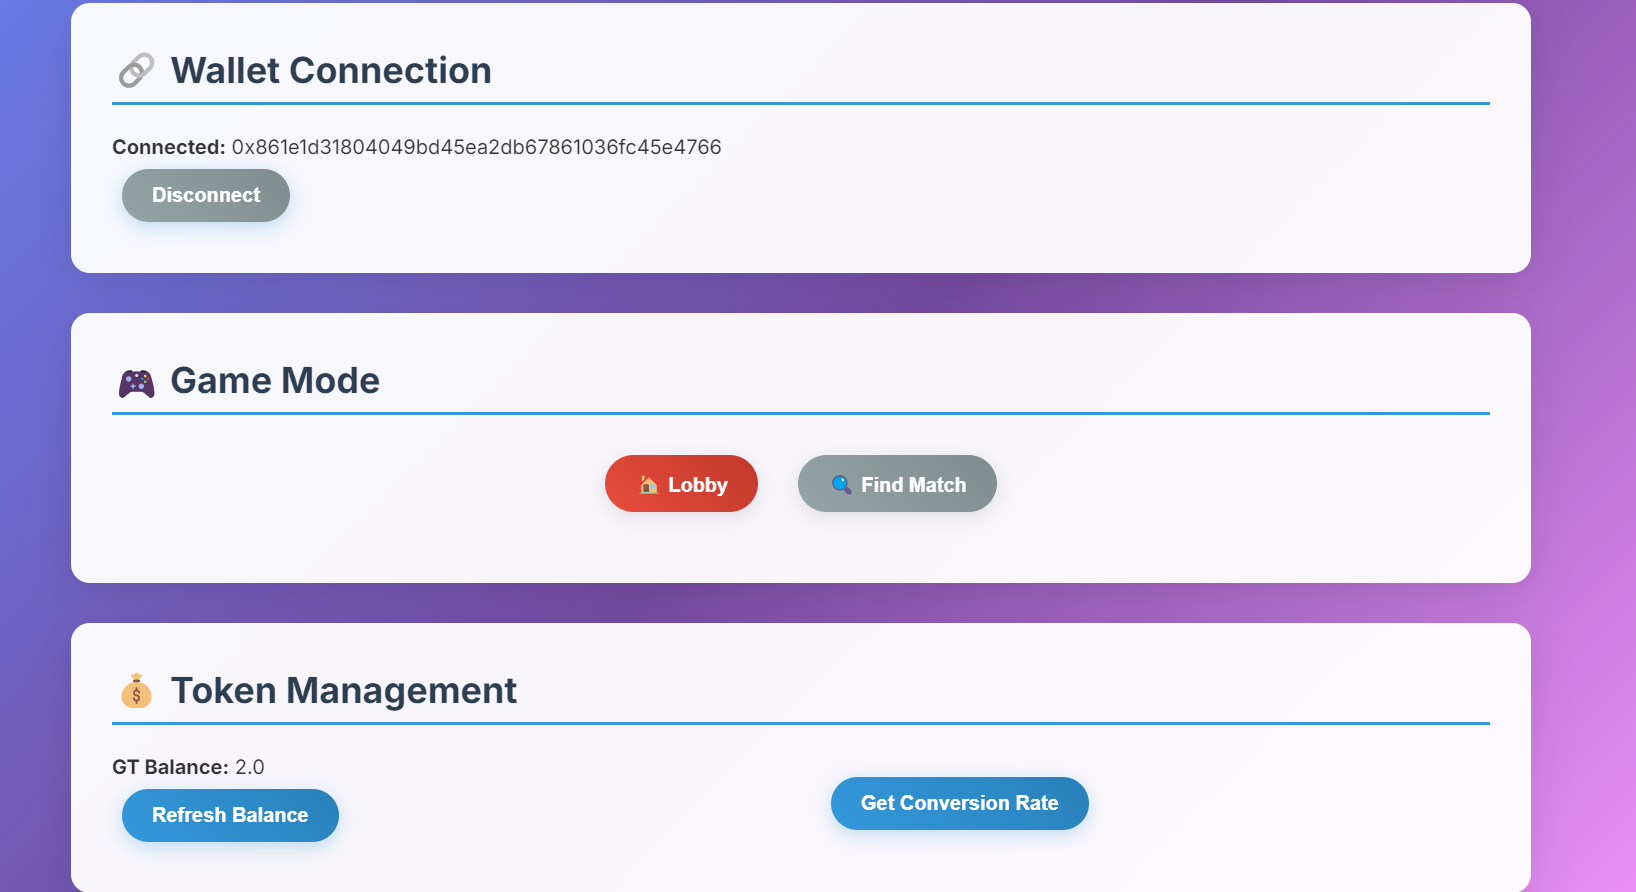 Wallet Connection
Connected: 0x861e1d31804049bd45ea2db67861036fc45e4766
Disconnect
Game Mode
Lobby
Find Match
Token Management
GT Balance: 2.0
Refresh Balance
Get Conversion Rate